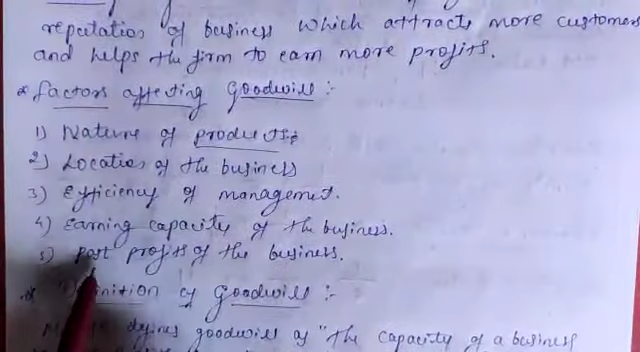 reputation of business which attracts more customers
and helps the firm to earn more profits.
* Factors affecting Goodwill :-
1) Nature of products:
2) Location of the business
3) Efficiency of management.
4) Earning capacity of the business.
5) Past profits of the business.
* Definition of Goodwill :-
defines goodwill as "the capacity of a business